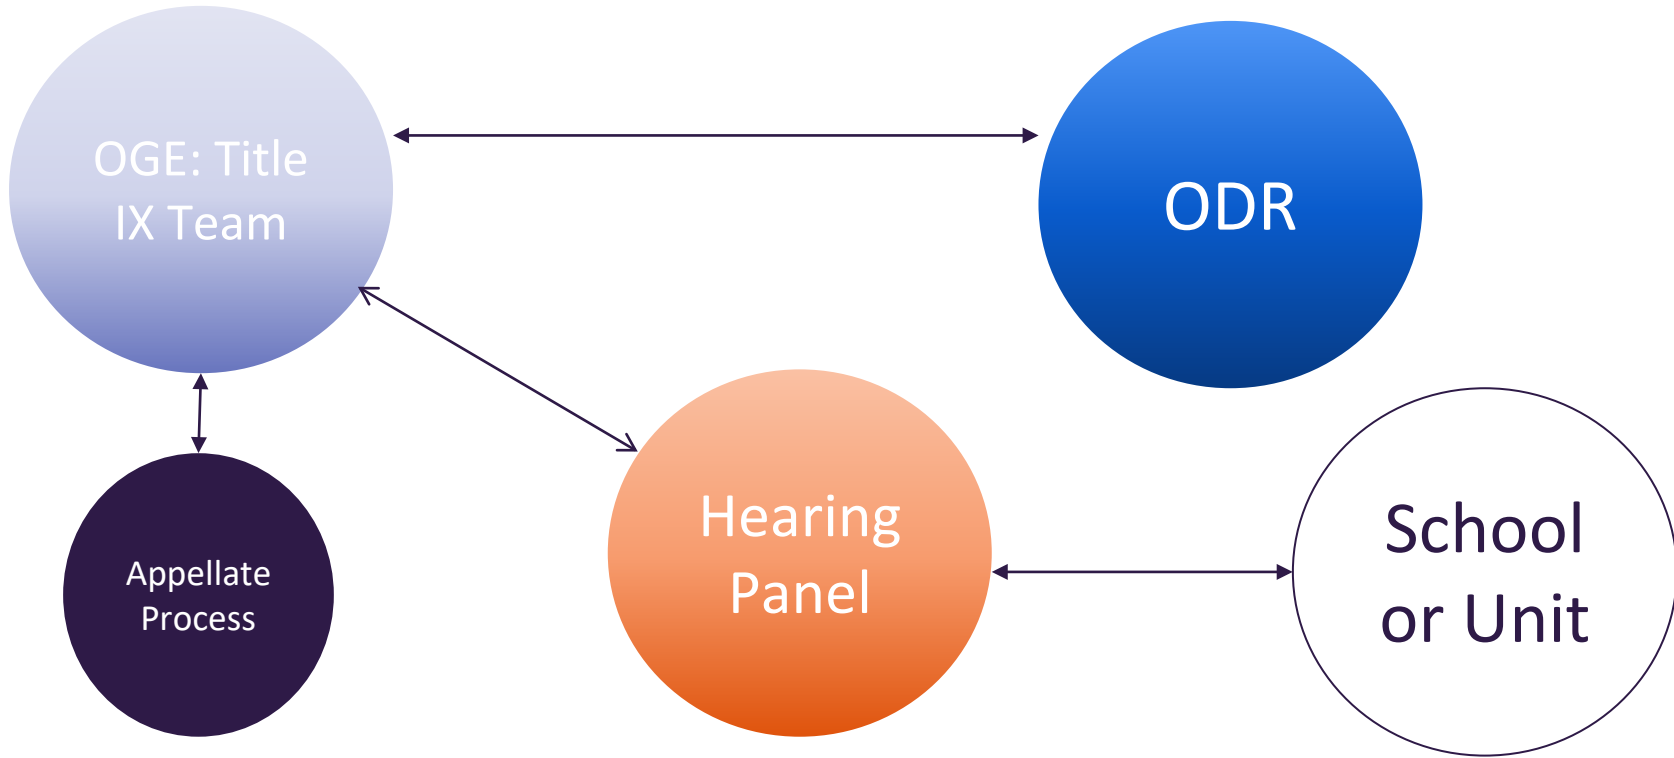 OGE: Title
IX Team
ODR
Hearing
Panel
School
or Unit
Appellate
Process